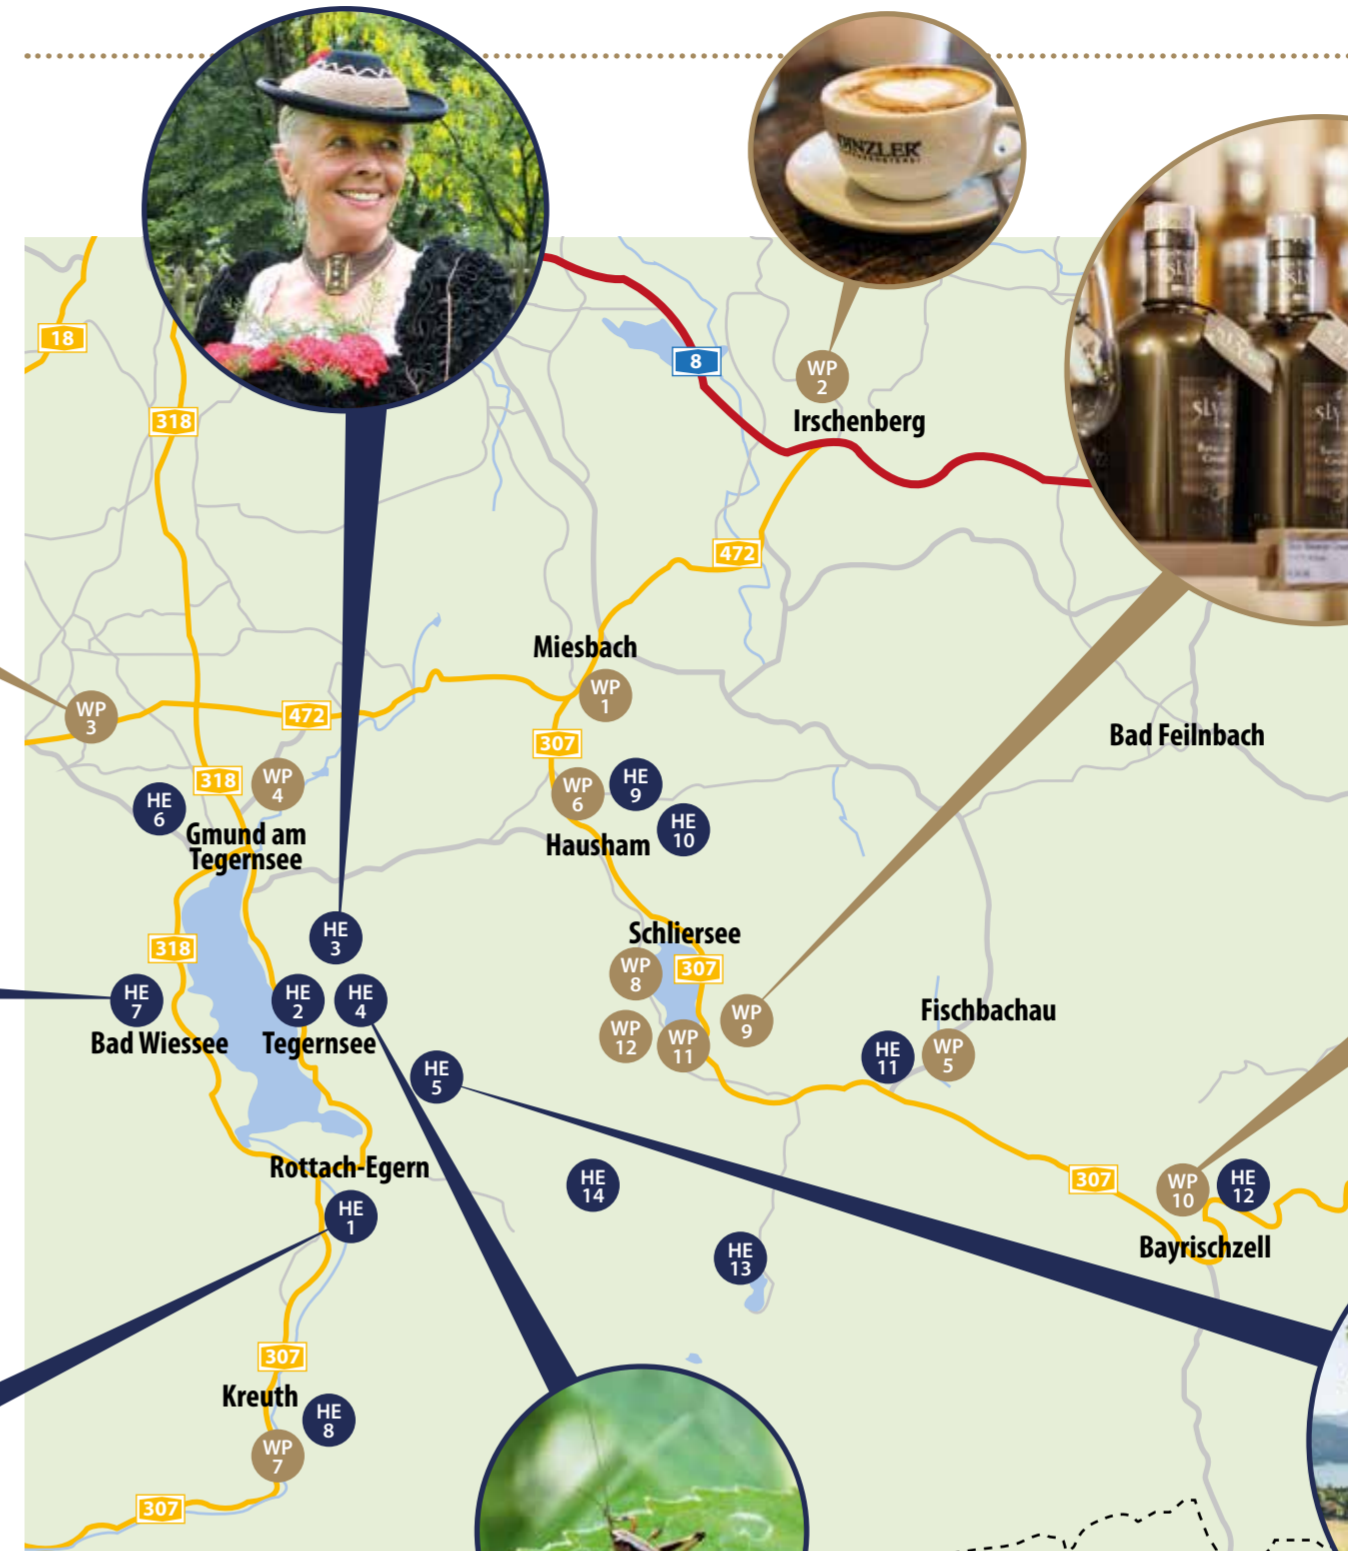 DINZLER
8
18
WP
2
Irschenberg
318
472
Miesbach
WP
1
WP
3
472
307
Bad Feilnbach
318
WP
4
HE
6
WP
6
HE
9
HE
10
Gmund am
Tegernsee
Hausham
HE
3
Schliersee
318
WP
8
307
HE
7
HE
2
HE
4
WP
9
Fischbachau
Bad Wiessee
Tegernsee
WP
12
WP
11
HE
11
WP
5
HE
5
Rottach-Egern
HE
14
307
WP
10
HE
12
HE
1
Bayrischzell
HE
13
307
Kreuth
HE
8
WP
7
307